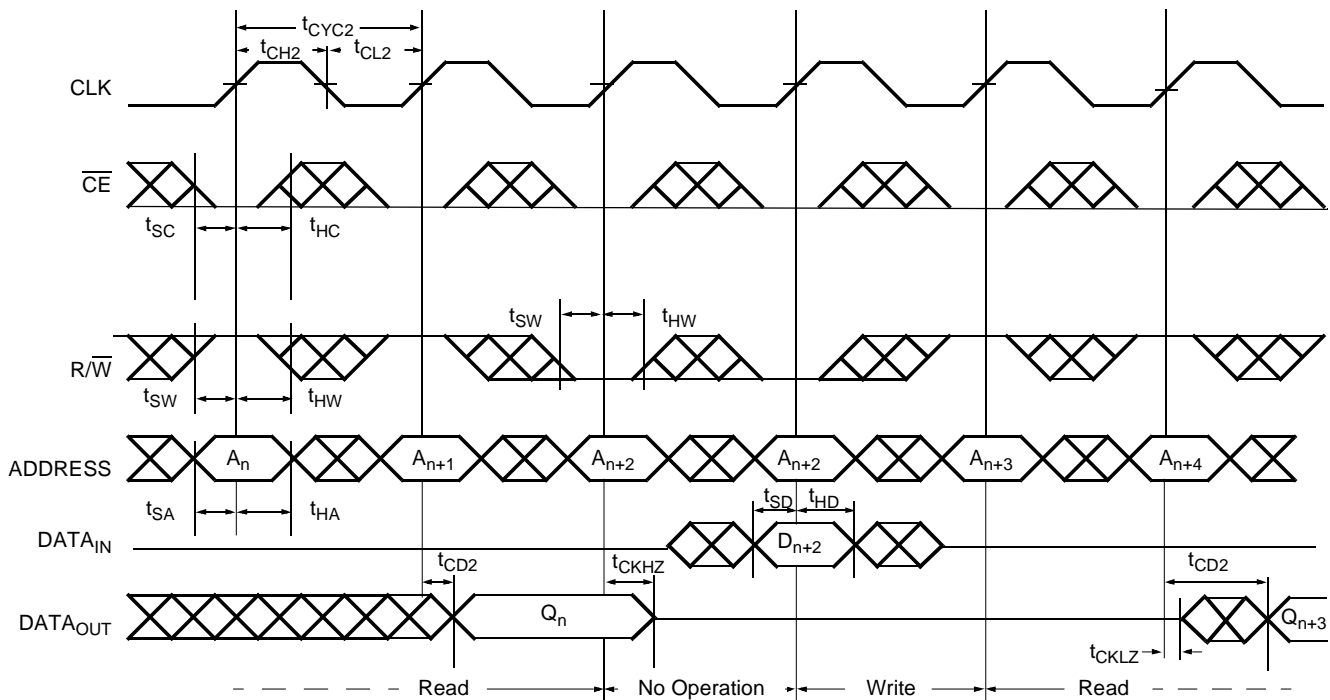 tCYC2
tCH2 tCL2
CLK
CE
tSC tHC
tSW tHW
R/W
tSW tHW
ADDRESS An An+1 An+2 An+2 An+3 An+4
tSA tHA tSD tHD
DATAIN Dn+2
tCD2 tCKHZ tCD2
DATAOUT Qn Qn+3
tCKLZ
Read No Operation Write Read